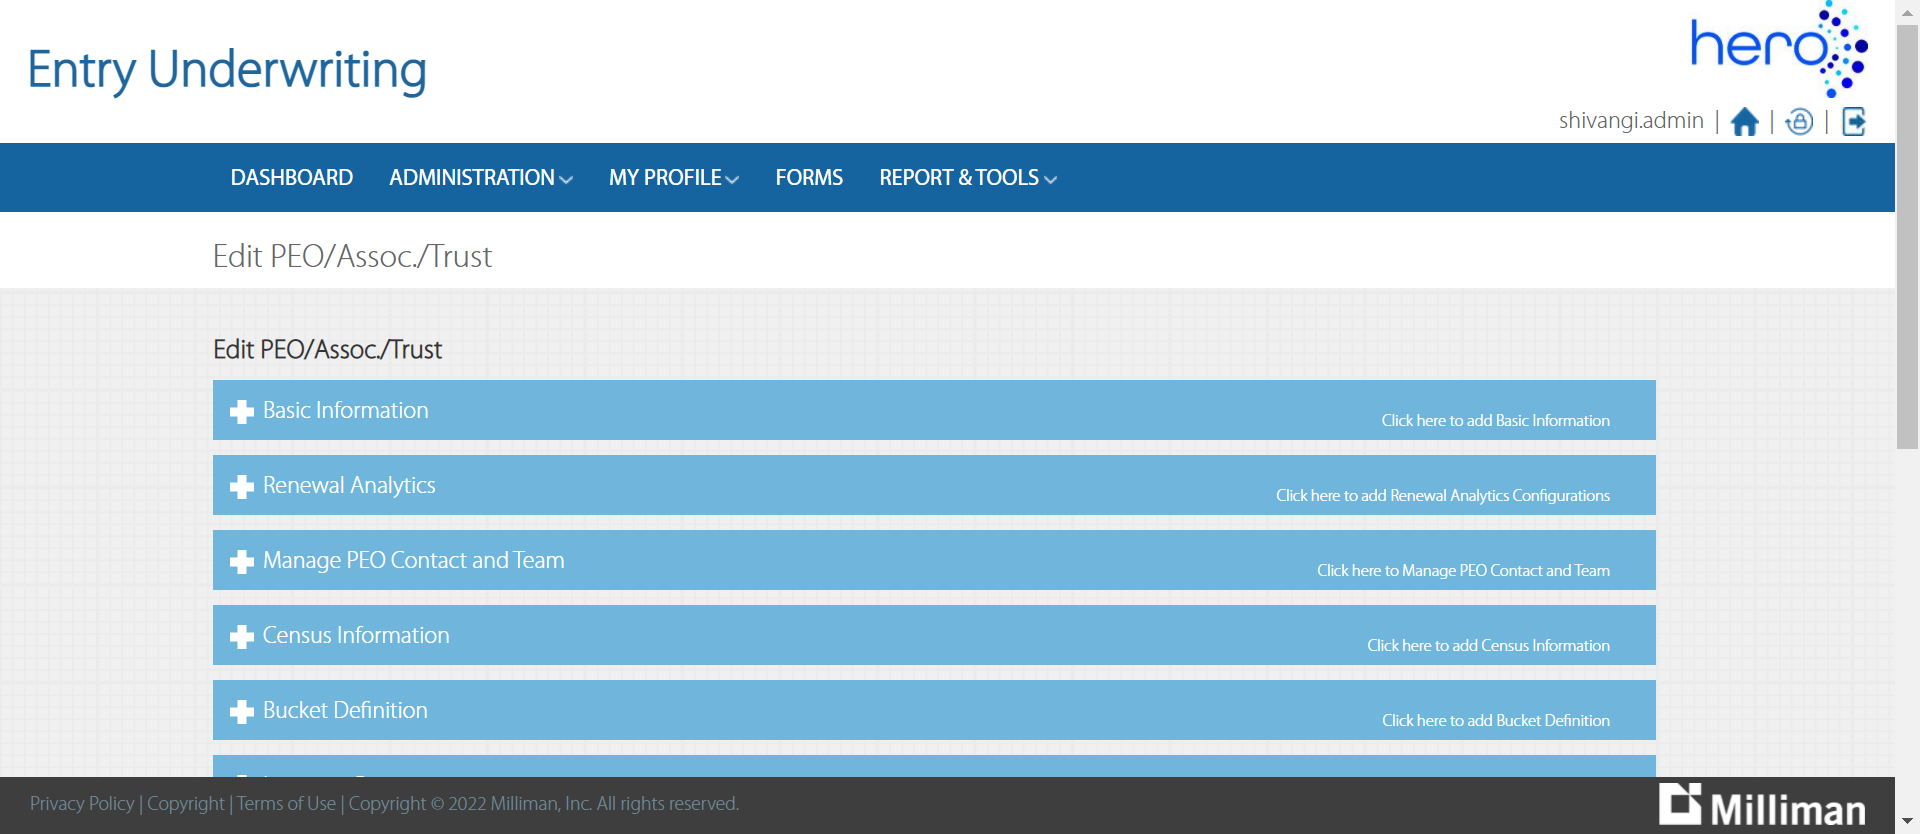 Entry Underwriting
hero
shivangi.admin | | |
DASHBOARD ADMINISTRATION MY PROFILE FORMS REPORT & TOOLS
Edit PEO/Assoc./Trust
Edit PEO/Assoc./Trust
Basic Information
Click here to add Basic Information
Renewal Analytics
Click here to add Renewal Analytics Configurations
Manage PEO Contact and Team
Click here to Manage PEO Contact and Team
Census Information
Click here to add Census Information
Bucket Definition
Click here to add Bucket Definition
Privacy Policy | Copyright | Terms of Use | Copyright © 2022 Milliman, Inc. All rights reserved.
Milliman